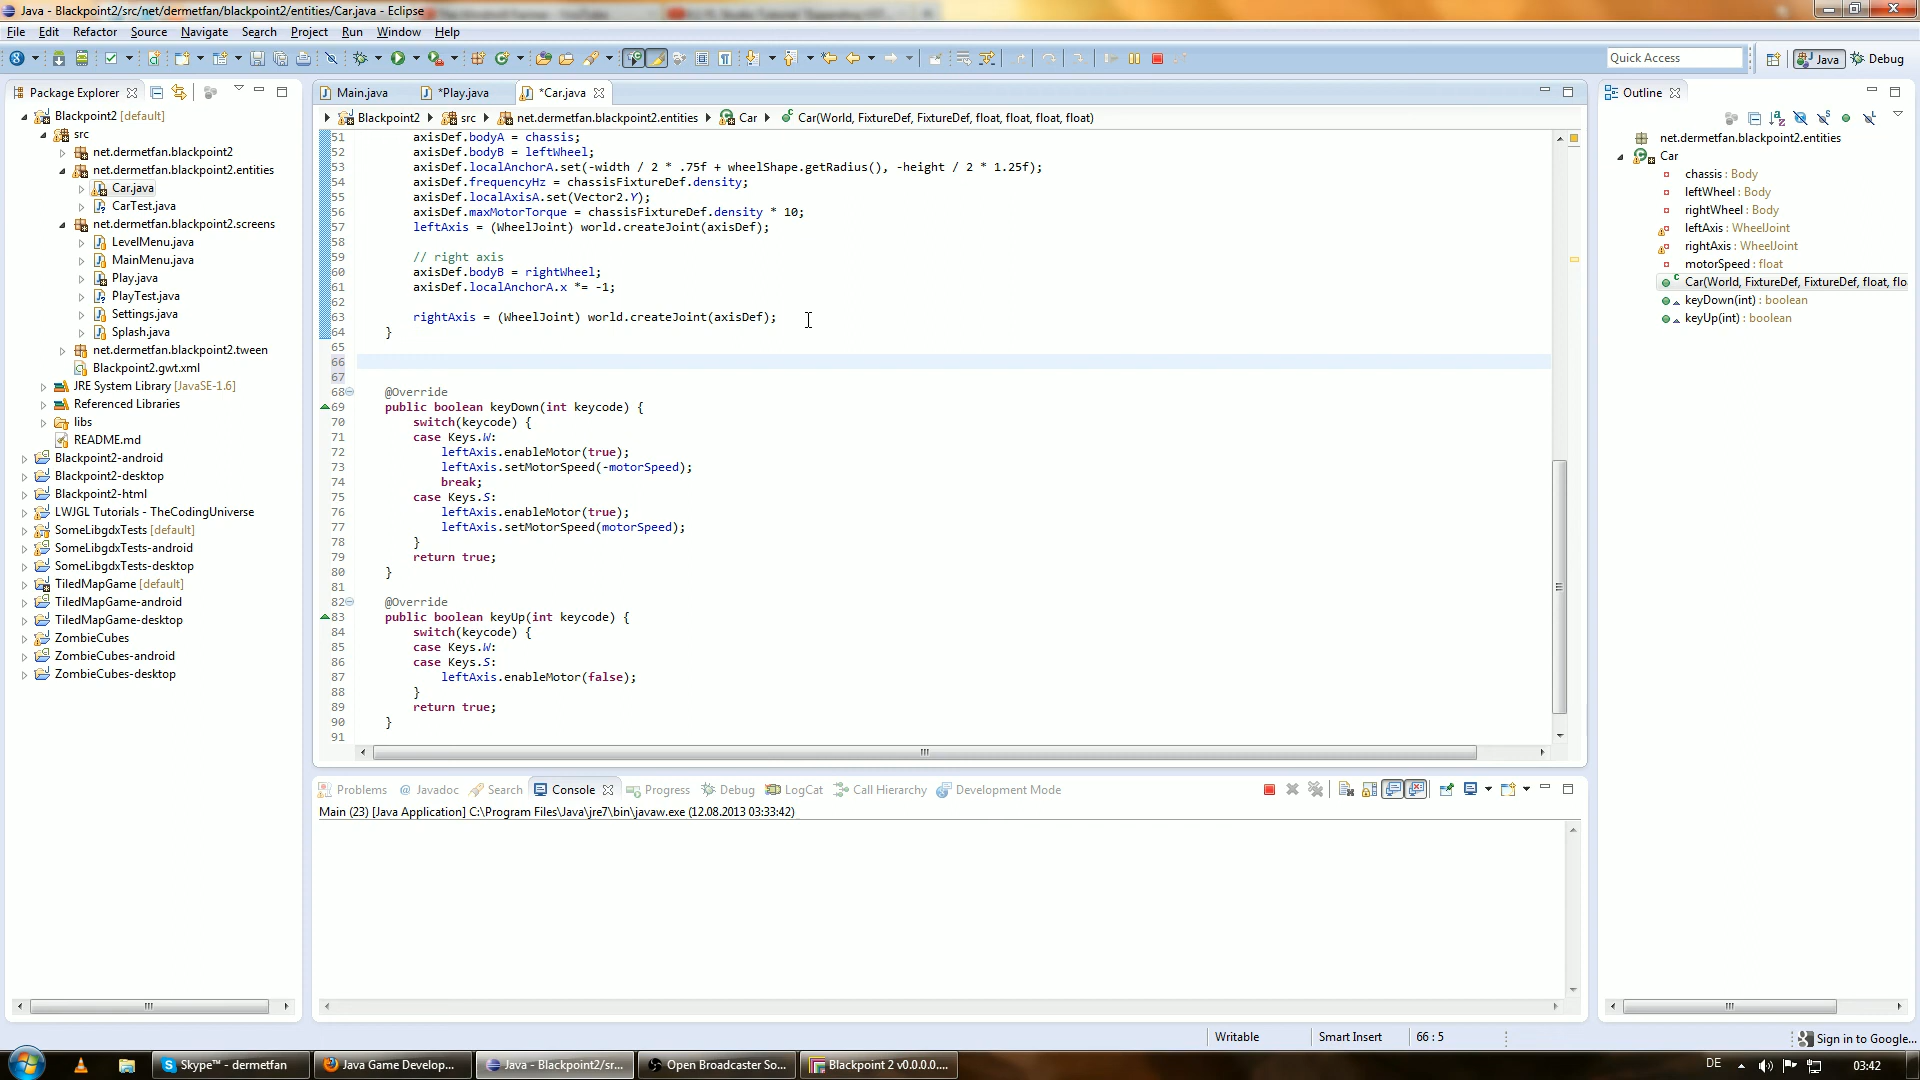 Java - Blackpoint2/src/net/dermetfan/blackpoint2/entities/Car.java - Eclipse
File Edit Refactor Source Navigate Search Project Run Window Help
Quick Access
Java
Debug
Package Explorer
Main.java
*Play.java
*Car.java
Outline
Blackpoint2 src net.dermetfan.blackpoint2.entities Car Car(World, FixtureDef, FixtureDef, float, float, float, float)
Blackpoint2 [default]
src
net.dermetfan.blackpoint2
net.dermetfan.blackpoint2.entities
Car.java
CarTest.java
net.dermetfan.blackpoint2.screens
LevelMenu.java
MainMenu.java
Play.java
PlayTest.java
Settings.java
Splash.java
net.dermetfan.blackpoint2.tween
Blackpoint2.gwt.xml
JRE System Library [JavaSE-1.6]
Referenced Libraries
libs
README.md
Blackpoint2-android
Blackpoint2-desktop
Blackpoint2-html
LWJGL Tutorials - TheCodingUniverse
SomeLibgdxTests [default]
SomeLibgdxTests-android
SomeLibgdxTests-desktop
TiledMapGame [default]
TiledMapGame-android
TiledMapGame-desktop
ZombieCubes
ZombieCubes-android
ZombieCubes-desktop
51 axisDef.bodyA = chassis;
52 axisDef.bodyB = leftWheel;
53 axisDef.localAnchorA.set(-width / 2 * .75f + wheelShape.getRadius(), -height / 2 * 1.25f);
54 axisDef.frequencyHz = chassisFixtureDef.density;
55 axisDef.localAxisA.set(Vector2.Y);
56 axisDef.maxMotorTorque = chassisFixtureDef.density * 10;
57 leftAxis = (WheelJoint) world.createJoint(axisDef);
58
59 // right axis
60 axisDef.bodyB = rightWheel;
61 axisDef.localAnchorA.x *= -1;
62
63 rightAxis = (WheelJoint) world.createJoint(axisDef);
64 }
65
66
67
68 @Override
69 public boolean keyDown(int keycode) {
70 switch(keycode) {
71 case Keys.W:
72 leftAxis.enableMotor(true);
73 leftAxis.setMotorSpeed(-motorSpeed);
74 break;
75 case Keys.S:
76 leftAxis.enableMotor(true);
77 leftAxis.setMotorSpeed(motorSpeed);
78 }
79 return true;
80 }
81
82 @Override
83 public boolean keyUp(int keycode) {
84 switch(keycode) {
85 case Keys.W:
86 case Keys.S:
87 leftAxis.enableMotor(false);
88 }
89 return true;
90 }
91
net.dermetfan.blackpoint2.entities
Car
chassis : Body
leftWheel : Body
rightWheel : Body
leftAxis : WheelJoint
rightAxis : WheelJoint
motorSpeed : float
Car(World, FixtureDef, FixtureDef, float, flo
keyDown(int) : boolean
keyUp(int) : boolean
Problems @ Javadoc Search Console Progress Debug LogCat Call Hierarchy Development Mode
Main (23) [Java Application] C:\Program Files\Java\jre7\bin\javaw.exe (12.08.2013 03:33:42)
Writable
Smart Insert
66 : 5
Sign in to Google...
Skype™ - dermetfan
Java Game Develop...
Java - Blackpoint2/sr...
Open Broadcaster So...
Blackpoint 2 v0.0.0.0....
DE
03:42